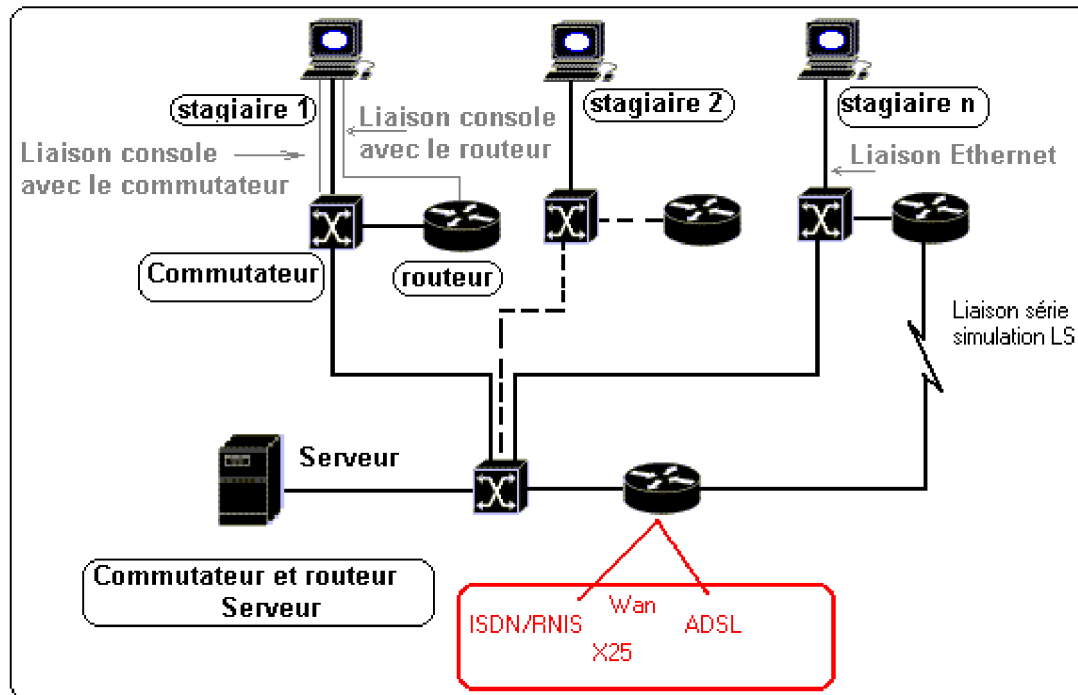 stagiaire 1
stagiaire 2
stagiaire n
Liaison console
avec le routeur
Liaison console
avec le commutateur
Liaison Ethernet
Commutateur
routeur
Liaison série
simulation LS
Serveur
Commutateur et routeur
Serveur
Wan
ISDN/RNIS
ADSL
X25